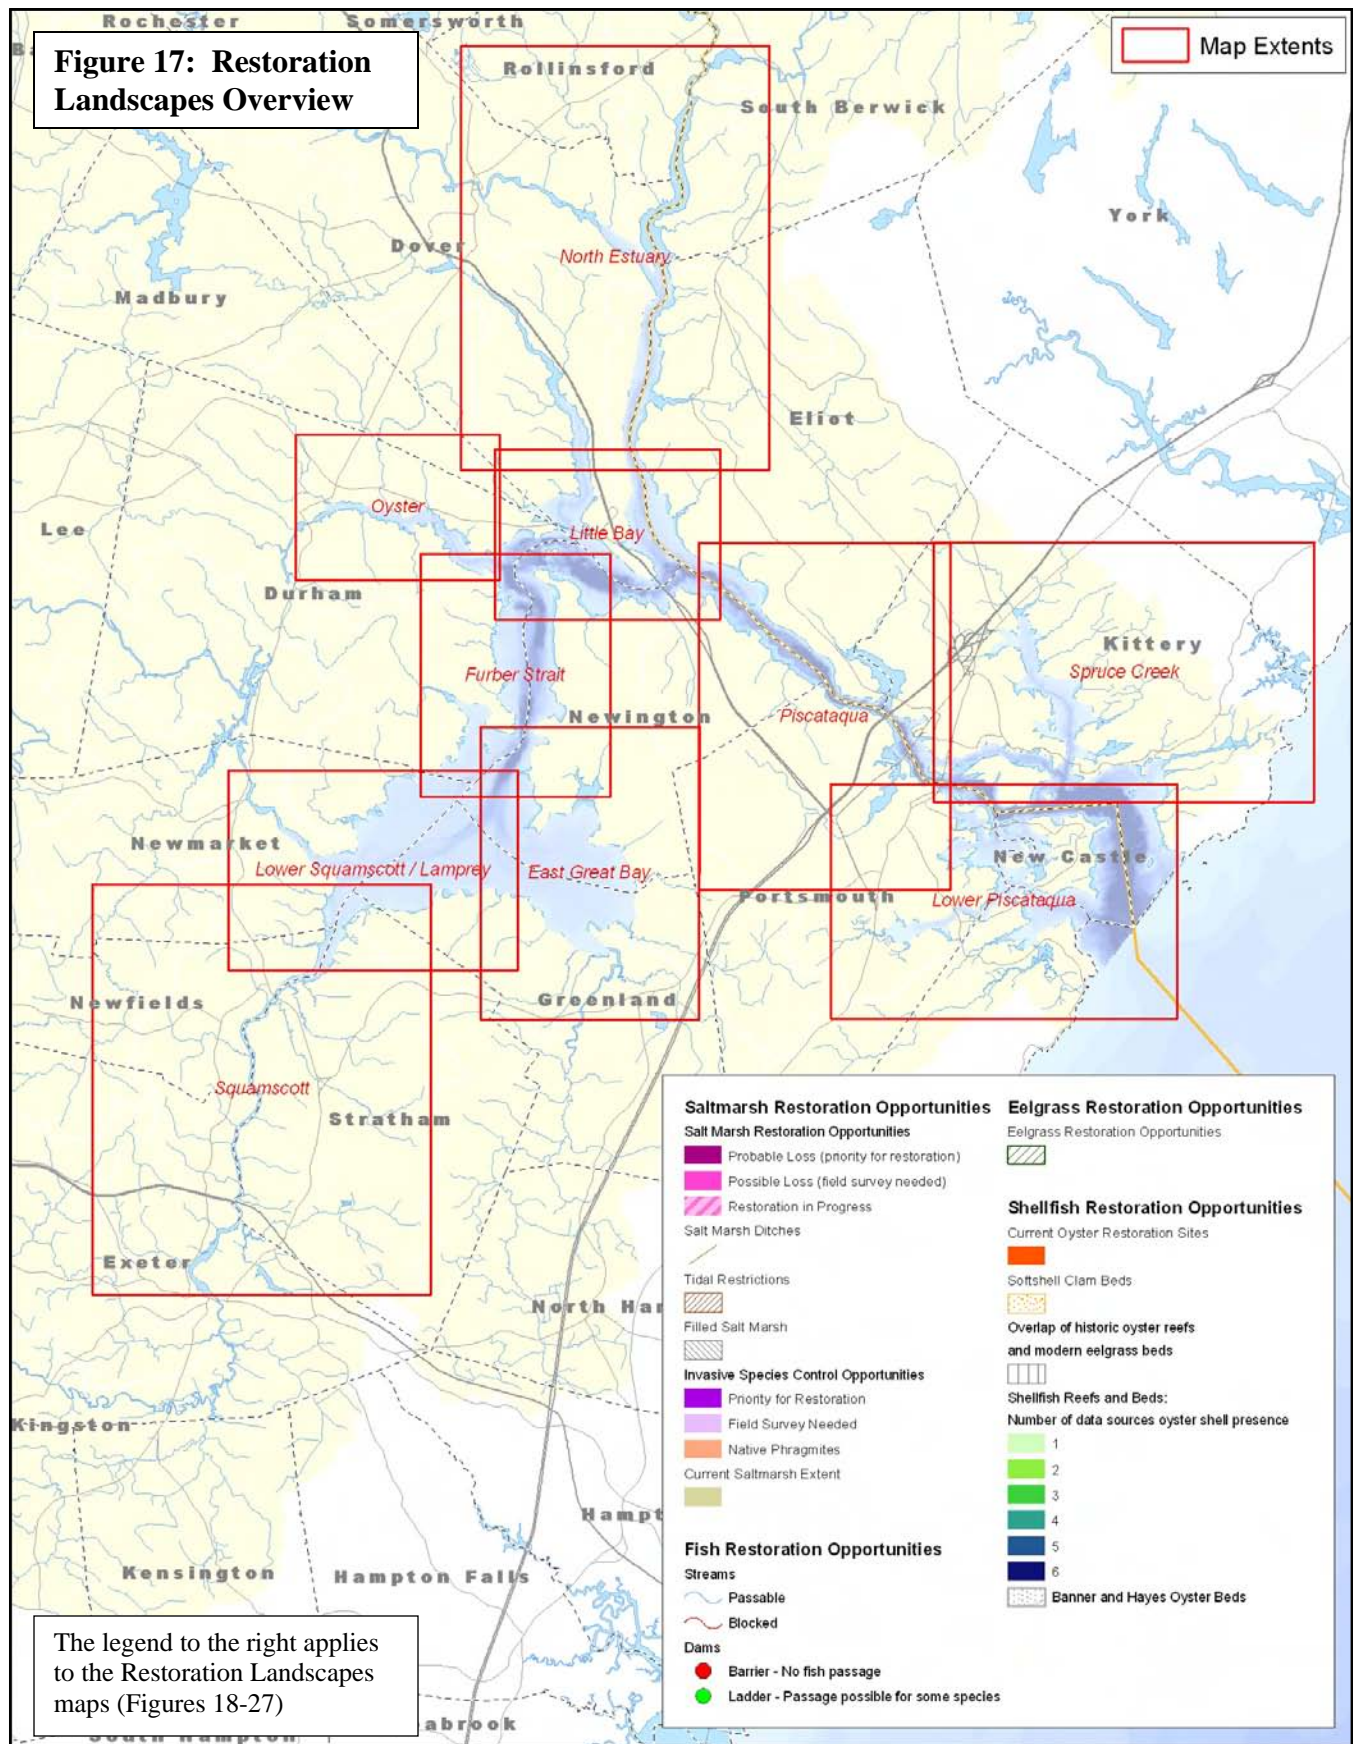 Rochester
Somersworth
Figure 17: Restoration
Landscapes Overview
Map Extents
Rollinsford
South Berwick
York
Dover
North Estuary
Madbury
Eliot
Oyster
Lee
Little Bay
Durham
Kittery
Spruce Creek
Furber Strait
Newington
Piscataqua
Newmarket
New Castle
Lower Squamscott / Lamprey
East Great Bay
Portsmouth
Lower Piscataqua
Newfields
Greenland
Squamscott
Stratham
Exeter
North Har
Kingston
Hampt
Kensington
Hampton Falls
abrook
South Hampton
Saltmarsh Restoration Opportunities
Salt Marsh Restoration Opportunities
Probable Loss (priority for restoration)
Possible Loss (field survey needed)
Restoration in Progress
Salt Marsh Ditches
Tidal Restrictions
Filled Salt Marsh
Invasive Species Control Opportunities
Priority for Restoration
Field Survey Needed
Native Phragmites
Current Saltmarsh Extent
Fish Restoration Opportunities
Streams
Passable
Blocked
Dams
Barrier - No fish passage
Ladder - Passage possible for some species
Eelgrass Restoration Opportunities
Eelgrass Restoration Opportunities
Shellfish Restoration Opportunities
Current Oyster Restoration Sites
Softshell Clam Beds
Overlap of historic oyster reefs
and modern eelgrass beds
Shellfish Reefs and Beds:
Number of data sources oyster shell presence
1
2
3
4
5
6
Banner and Hayes Oyster Beds
The legend to the right applies
to the Restoration Landscapes
maps (Figures 18-27)